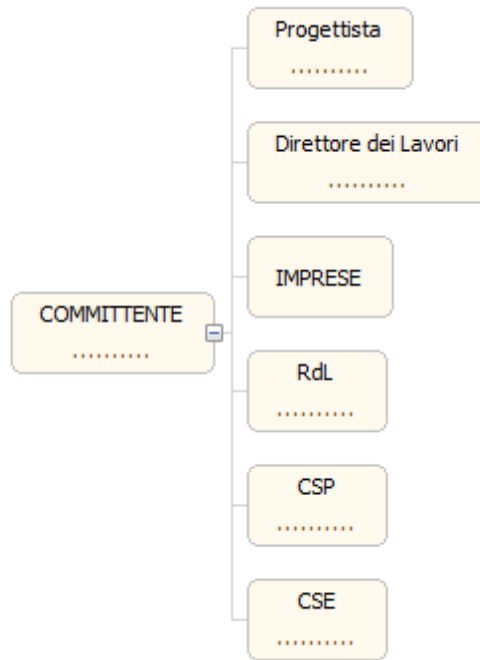 Progettista
..........
Direttore dei Lavori
..........
IMPRESE
COMMITTENTE
..........
RdL
..........
CSP
..........
CSE
..........